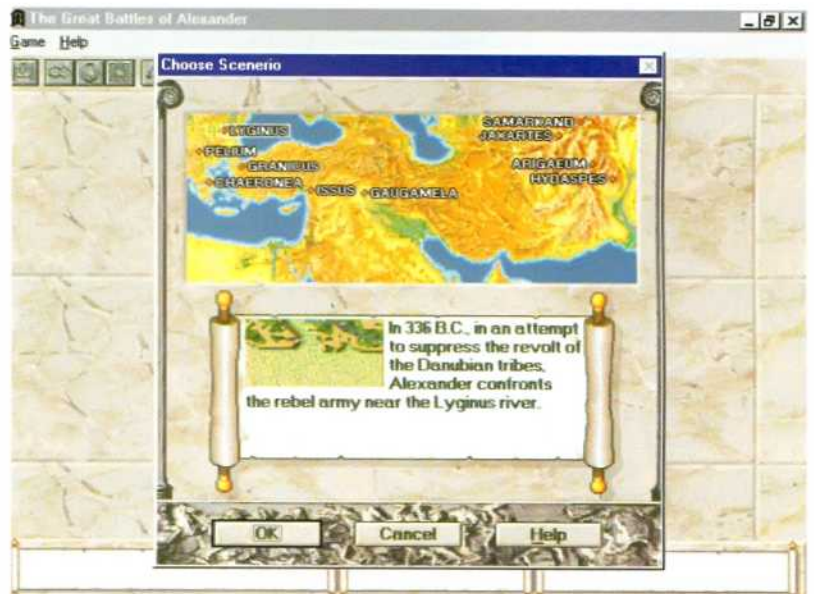 The Great Battles of Alexander
Game Help
Choose Scenerio
LYGINUS
SAMARKAND
JAXARTES
PELIUM
GRANICUS
ARIGAEUM
CHAERONEA
ISSUS
GAUGAMELA
HYDASPES
In 336 B.C., in an attempt
to suppress the revolt of
the Danubian tribes,
Alexander confronts
the rebel army near the Lyginus river.
OK Cancel Help